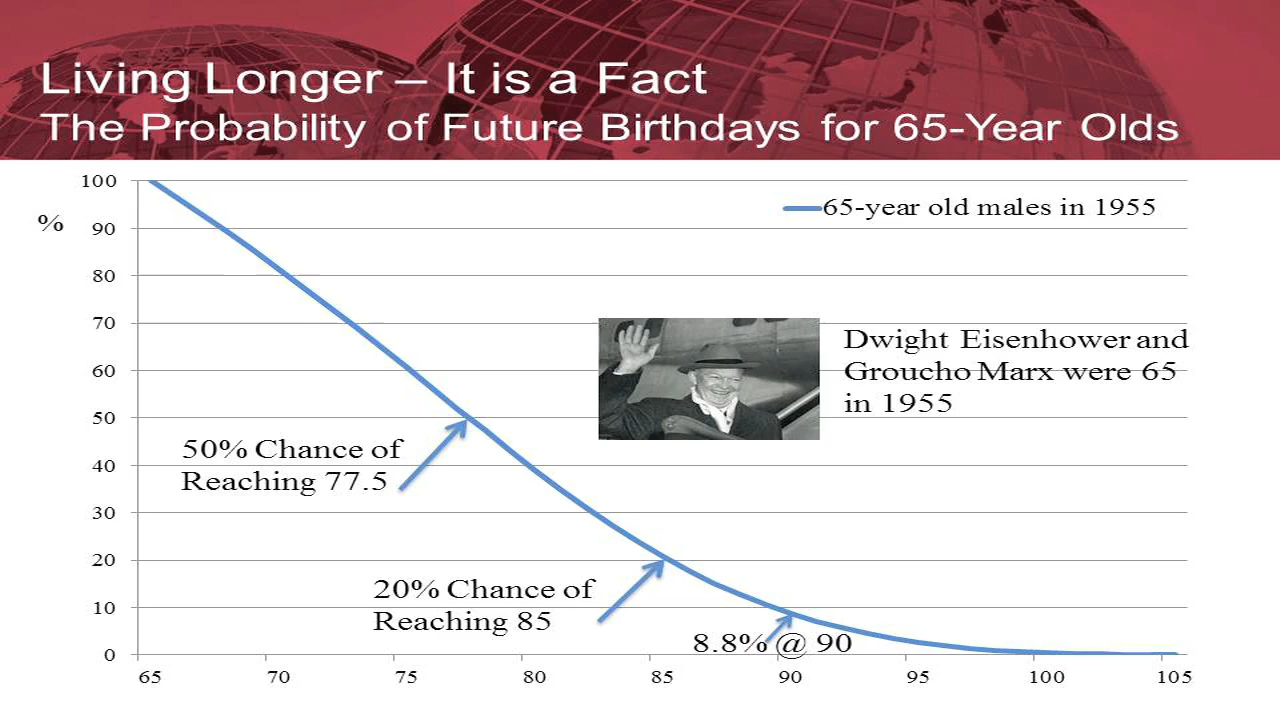 Living Longer – It is a Fact
The Probability of Future Birthdays for 65-Year Olds
%
100
90
80
70
60
50
40
30
20
10
0
65-year old males in 1955
Dwight Eisenhower and
Groucho Marx were 65
in 1955
50% Chance of
Reaching 77.5
20% Chance of
Reaching 85
8.8% @ 90
65 70 75 80 85 90 95 100 105